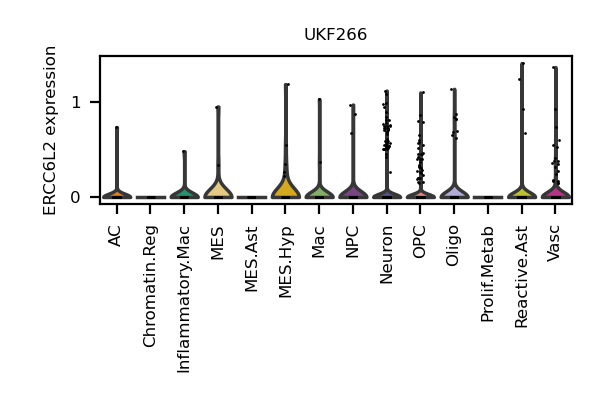 UKF266
ERCC6L2 expression
1
0
AC
Chromatin.Reg
Inflammatory.Mac
MES
MES.Ast
MES.Hyp
Mac
NPC
Neuron
OPC
Oligo
Prolif.Metab
Reactive.Ast
Vasc